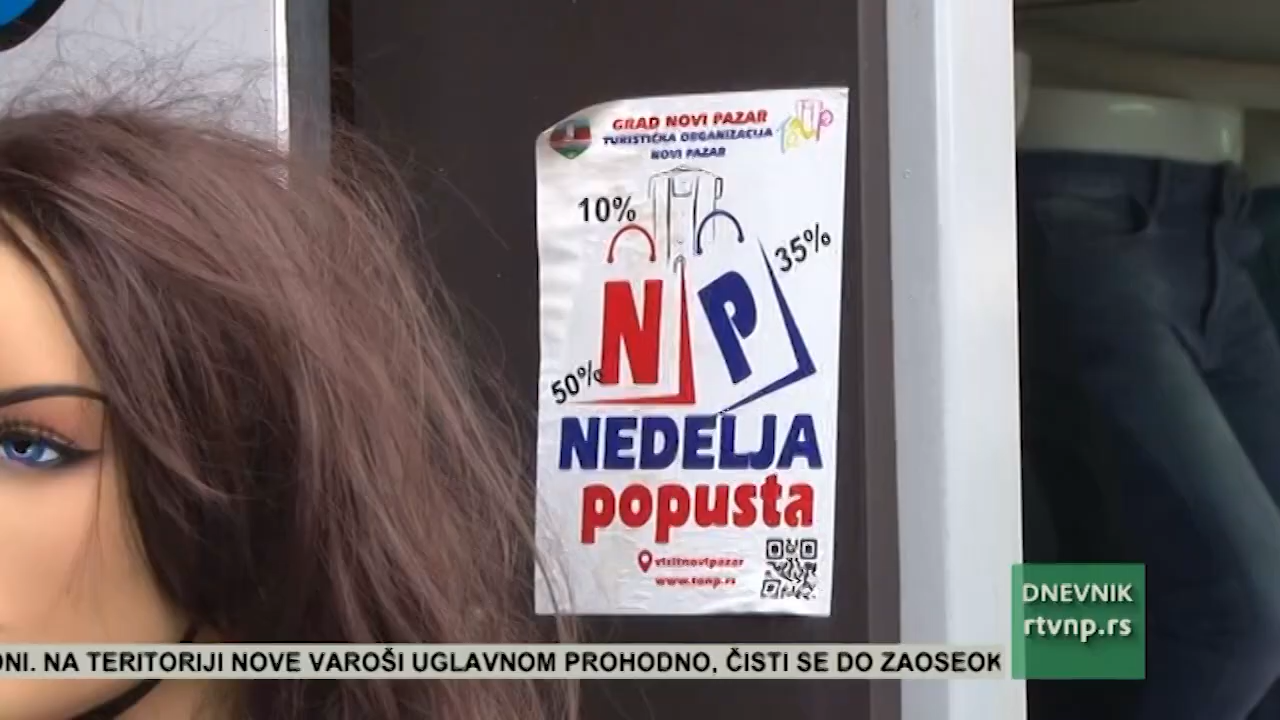 GRAD NOVI PAZAR
TURISTIČKA ORGANIZACIJA
NOVI PAZAR
10%
35%
N P
50%
NEDELJA
popusta
visitnovipazar
www.tonp.rs
DNEVNIK
rtvnp.rs
NI. NA TERITORIJI NOVE VAROŠI UGLAVNOM PROHODNO, ČISTI SE DO ZAOSEOK